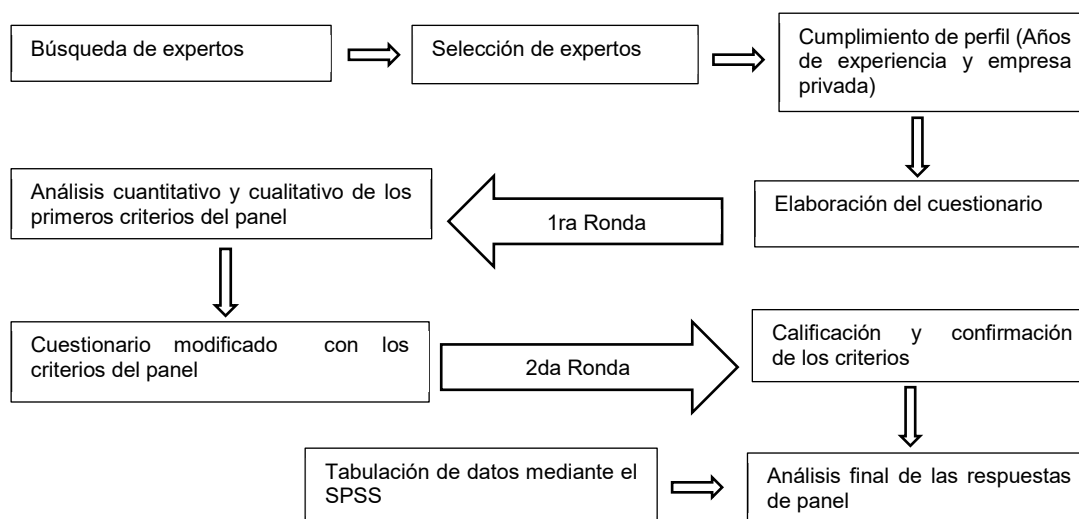 Búsqueda de expertos
Selección de expertos
Cumplimiento de perfil (Años
de experiencia y empresa
privada)
Elaboración del cuestionario
1ra Ronda
Análisis cuantitativo y cualitativo de los
primeros criterios del panel
Cuestionario modificado con los
criterios del panel
2da Ronda
Calificación y confirmación
de los criterios
Tabulación de datos mediante el
SPSS
Análisis final de las respuestas
de panel